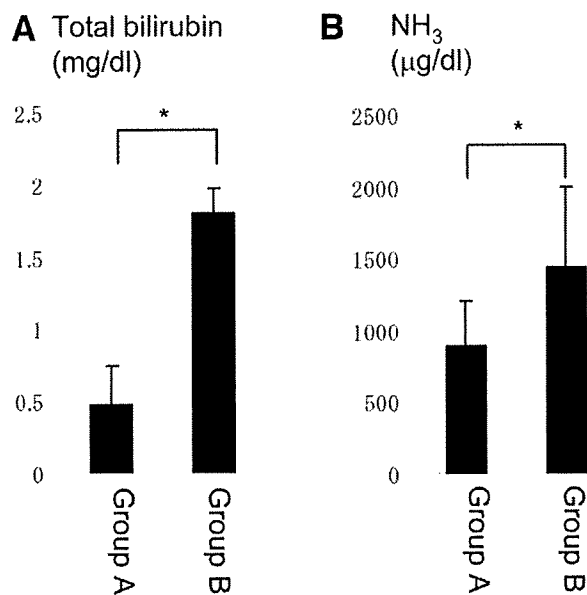 A Total bilirubin
(mg/dl)
2.5
*
2
1.5
1
0.5
0
Group A
Group B
B NH3
(μg/dl)
2500
*
2000
1500
1000
500
0
Group A
Group B